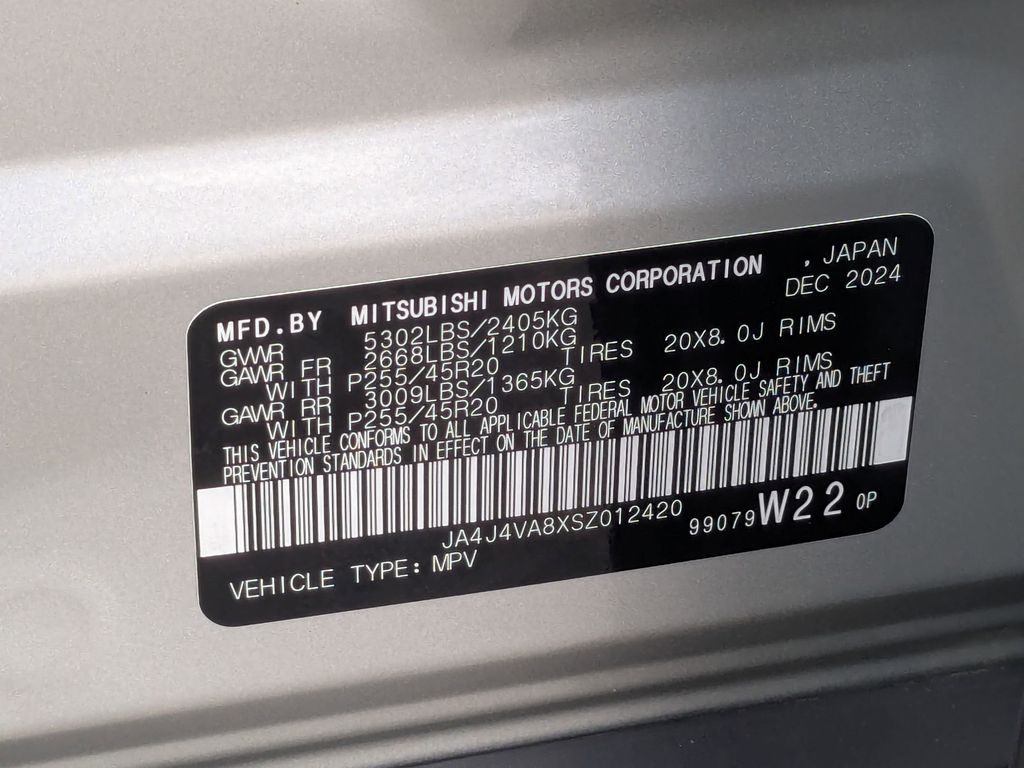 MFD.BY MITSUBISHI MOTORS CORPORATION , JAPAN
DEC 2024
GVWR 5302LBS/2405KG
GAWR FR 2668LBS/1210KG
WITH P255/45R20 TIRES 20X8.0J RIMS
GAWR RR 3009LBS/1365KG
WITH P255/45R20 TIRES 20X8.0J RIMS
THIS VEHICLE CONFORMS TO ALL APPLICABLE FEDERAL MOTOR VEHICLE SAFETY AND THEFT
PREVENTION STANDARDS IN EFFECT ON THE DATE OF MANUFACTURE SHOWN ABOVE.
JA4J4VA8XSZ012420
99079 W22 0P
VEHICLE TYPE: MPV